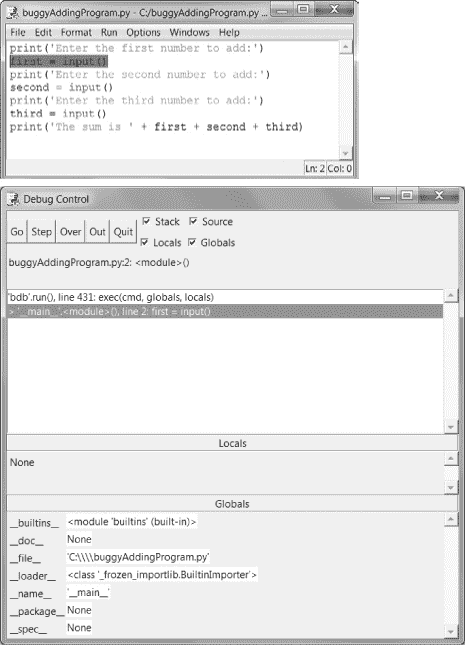 buggyAddingProgram.py - C:/buggyAddingProgram.py ...
File Edit Format Run Options Windows Help
print('Enter the first number to add:')
first = input()
print('Enter the second number to add:')
second = input()
print('Enter the third number to add:')
third = input()
print('The sum is ' + first + second + third)
Ln: 2 Col: 0
Debug Control
Go Step Over Out Quit Stack Source
Locals Globals
buggyAddingProgram.py:2: <module>()
'bdb'.run(), line 431: exec(cmd, globals, locals)
> '__main__'.<module>(), line 2: first = input()
Locals
None
Globals
__builtins__ <module 'builtins' (built-in)>
__doc__ None
__file__ 'C:\\\\buggyAddingProgram.py'
__loader__ <class '_frozen_importlib.BuiltinImporter'>
__name__ '__main__'
__package__ None
__spec__ None